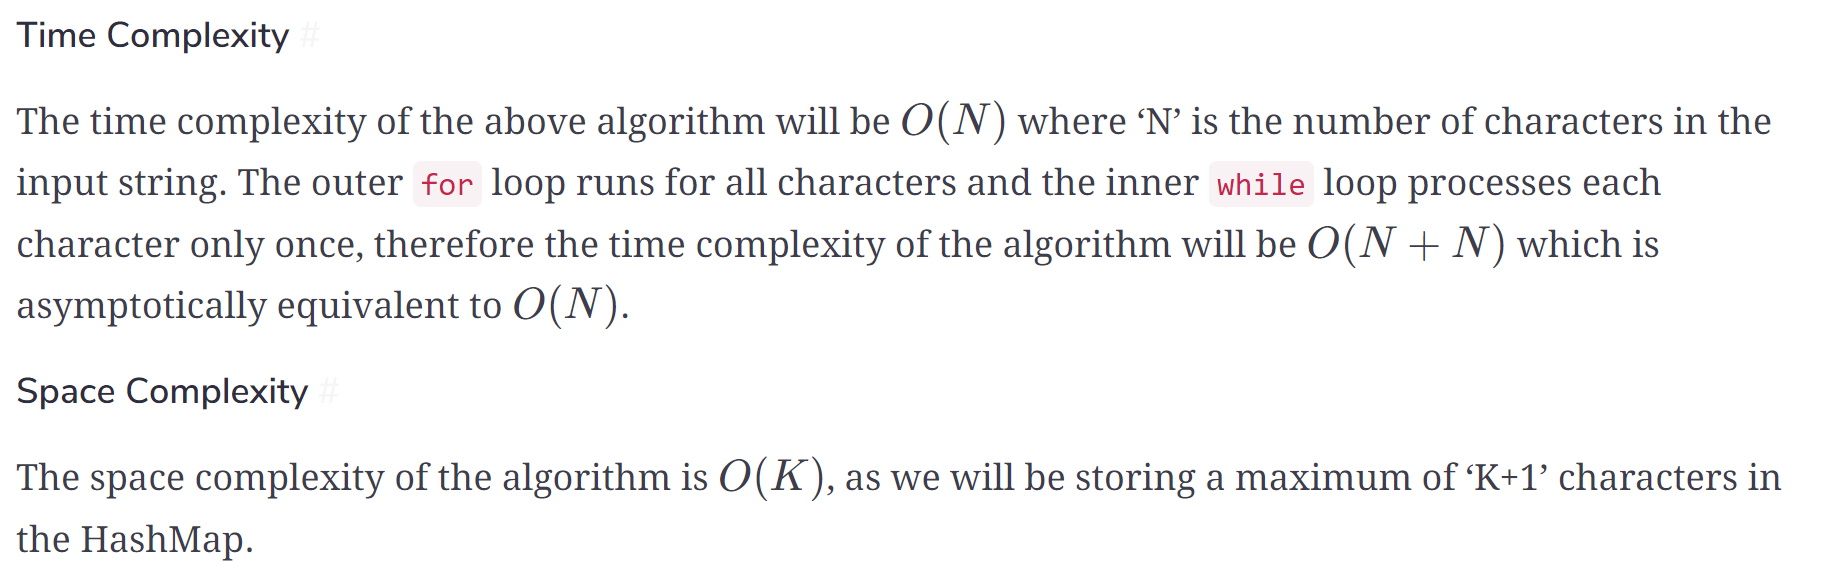 Time Complexity #
The time complexity of the above algorithm will be O(N) where ‘N’ is the number of characters in the
input string. The outer for loop runs for all characters and the inner while loop processes each
character only once, therefore the time complexity of the algorithm will be O(N + N) which is
asymptotically equivalent to O(N).
Space Complexity #
The space complexity of the algorithm is O(K), as we will be storing a maximum of ‘K+1’ characters in
the HashMap.